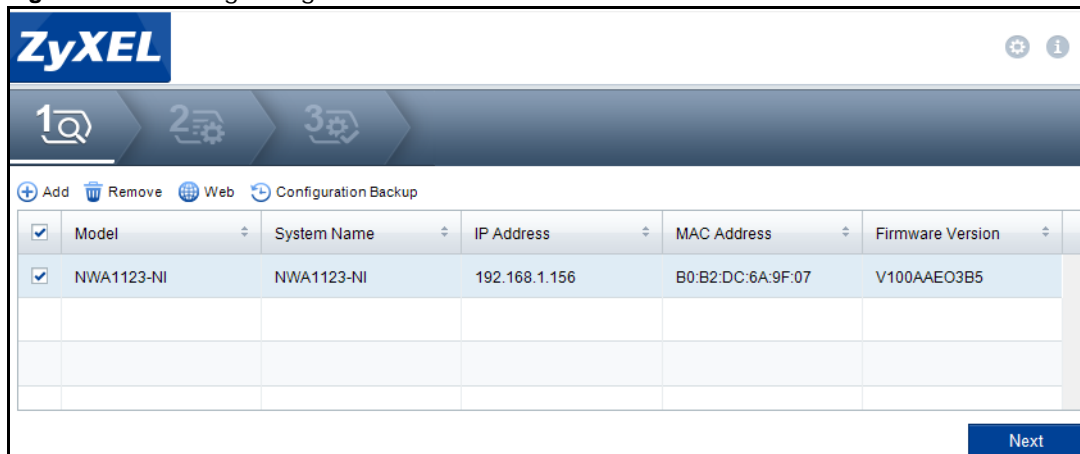 ZyXEL
1 2 3
Add Remove Web Configuration Backup
Model System Name IP Address MAC Address Firmware Version
NWA1123-NI NWA1123-NI 192.168.1.156 B0:B2:DC:6A:9F:07 V100AAEO3B5
Next